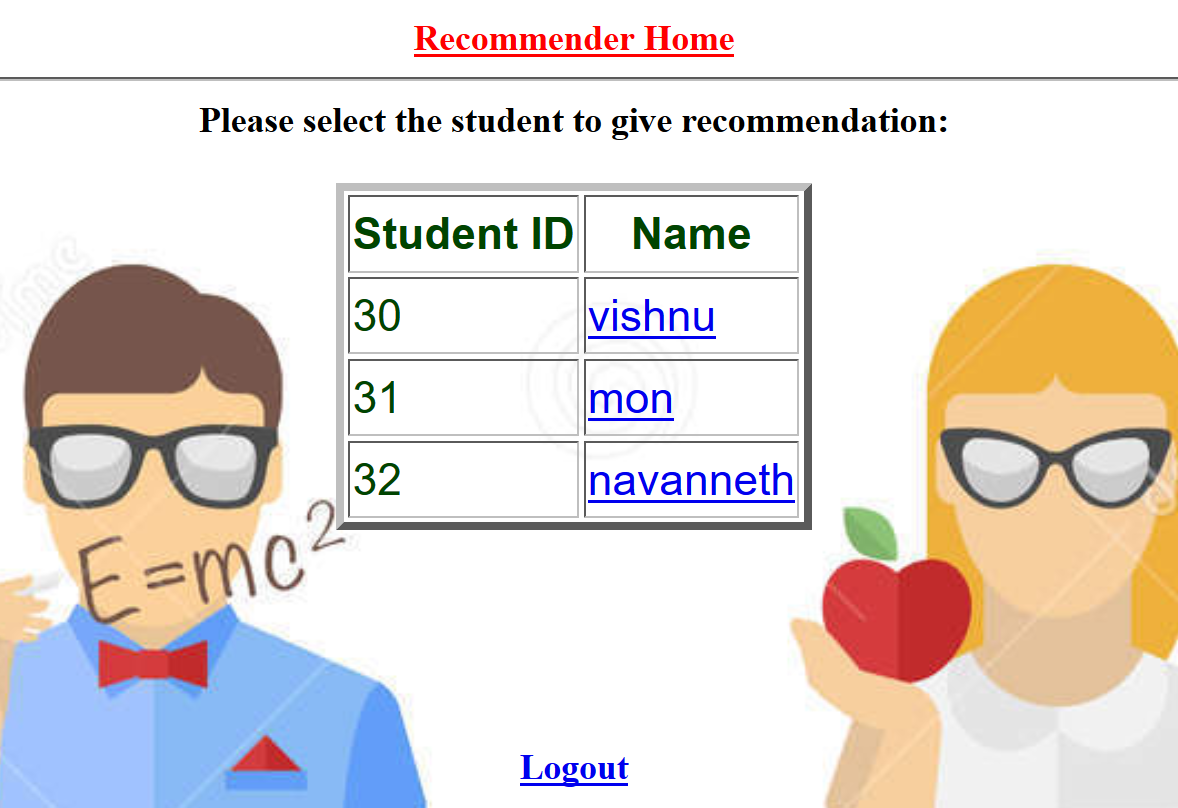 Recommender Home
Please select the student to give recommendation:
Student ID Name
30 vishnu
31 mon
32 navanneth
E=mc²
Logout